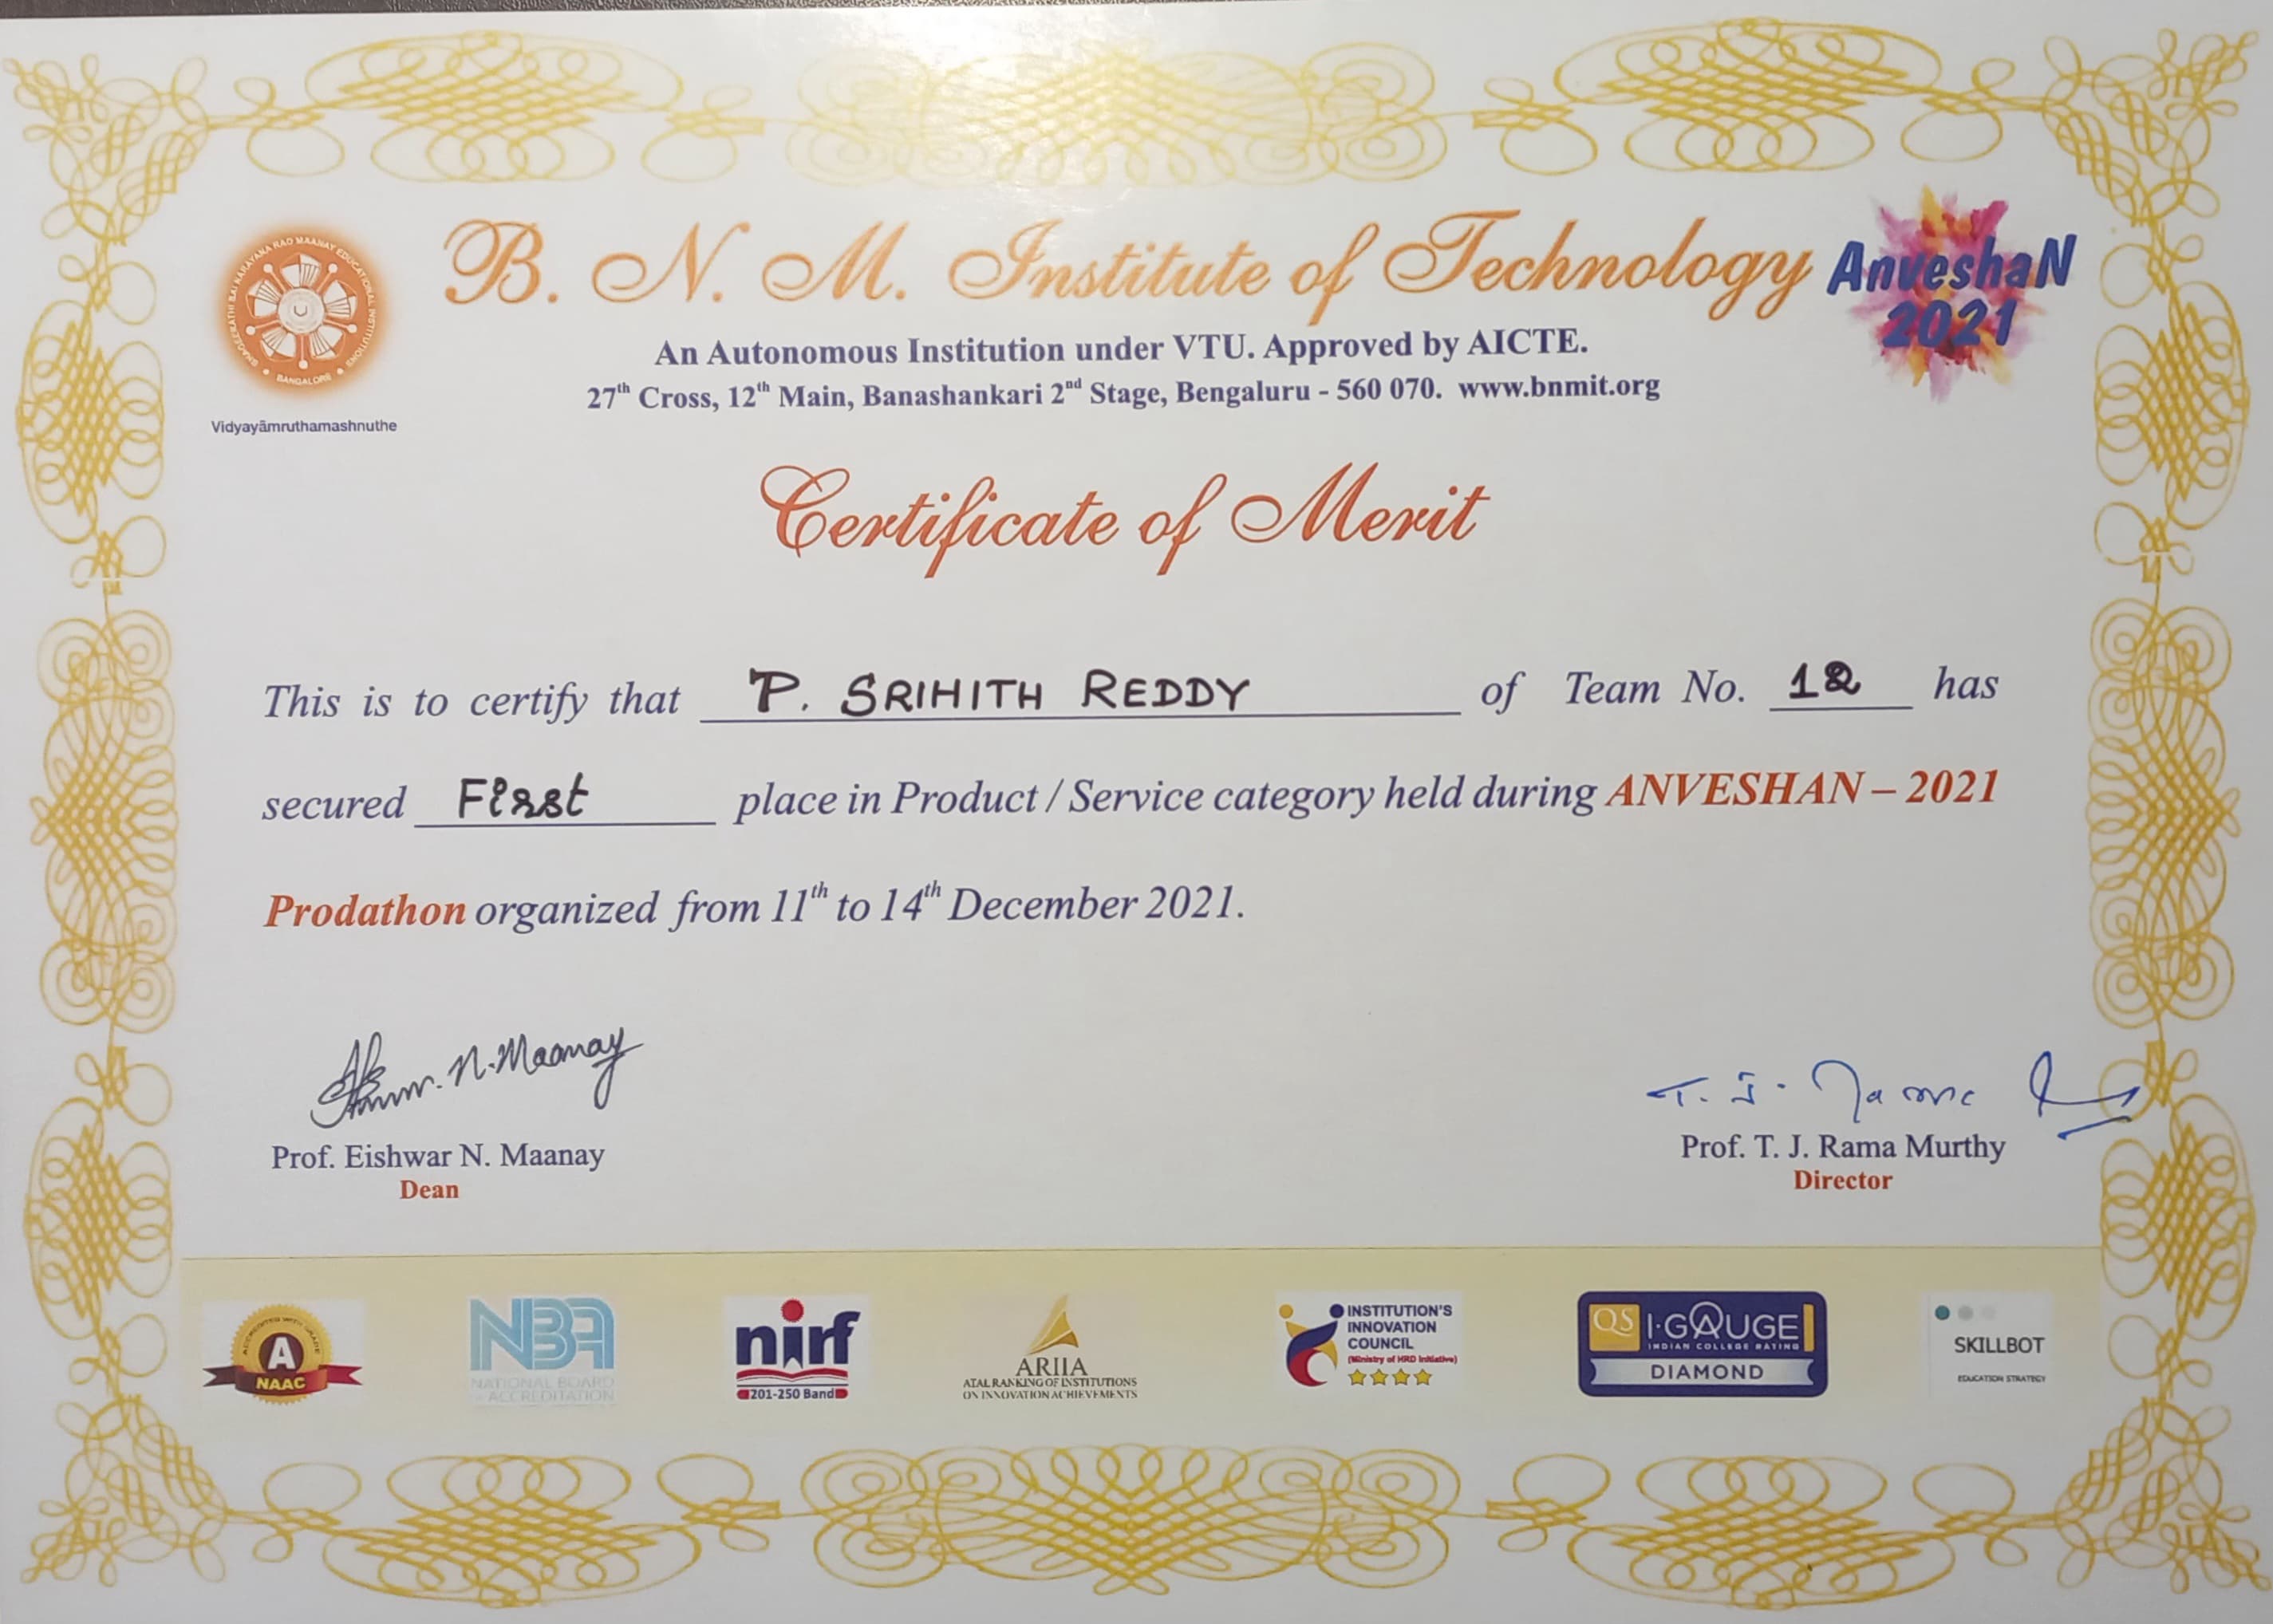 BHAGEERATHI BAI NARAYANA RAO MAANAY EDUCATIONAL INSTITUTIONS
BANGALORE
Vidyayāmruthamashnuthe
B. N. M. Institute of Technology
AnveshaN
2021
An Autonomous Institution under VTU. Approved by AICTE.
27th Cross, 12th Main, Banashankari 2nd Stage, Bengaluru - 560 070. www.bnmit.org
Certificate of Merit
This is to certify that P. SRIHITH REDDY of Team No. 12 has
secured First place in Product / Service category held during ANVESHAN – 2021
Prodathon organized from 11th to 14th December 2021.
N. Maanay
T. J. Rama
Prof. Eishwar N. Maanay
Dean
Prof. T. J. Rama Murthy
Director
ACCREDITED WITH GRADE
A
NAAC
NBA
NATIONAL BOARD
of ACCREDITATION
nirf
201-250 Band
ARIIA
ATAL RANKING OF INSTITUTIONS
ON INNOVATION ACHIEVEMENTS
INSTITUTION'S
INNOVATION
COUNCIL
(Ministry of HRD Initiative)
QS I·GAUGE
INDIAN COLLEGE RATING
DIAMOND
SKILLBOT
EDUCATION STRATEGY